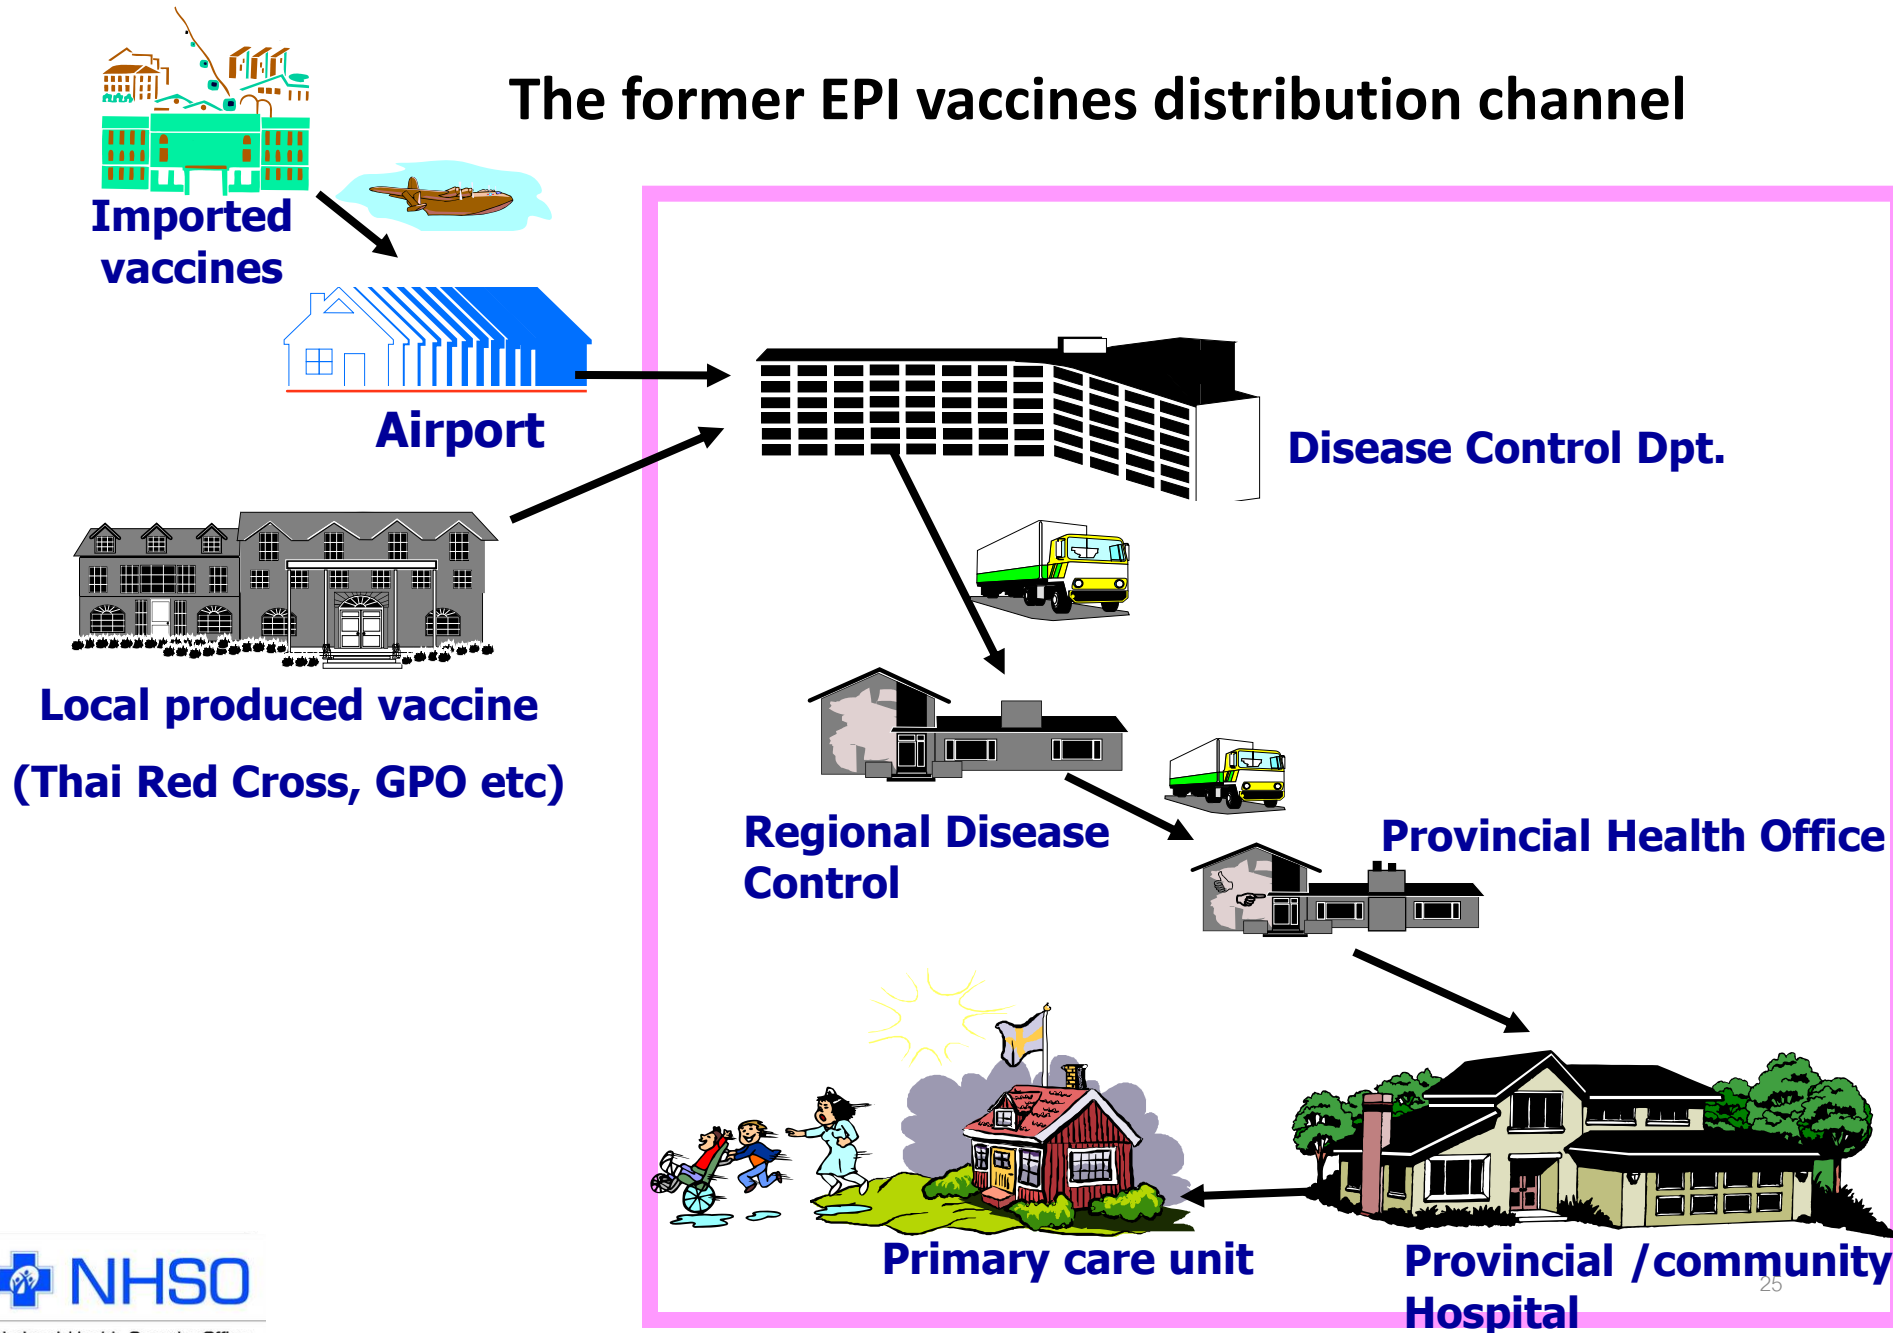 The former EPI vaccines distribution channel
Imported
vaccines
Airport
Disease Control Dpt.
Local produced vaccine
(Thai Red Cross, GPO etc)
Regional Disease
Control
Provincial Health Office
Primary care unit
Provincial /community
Hospital
25
NHSO